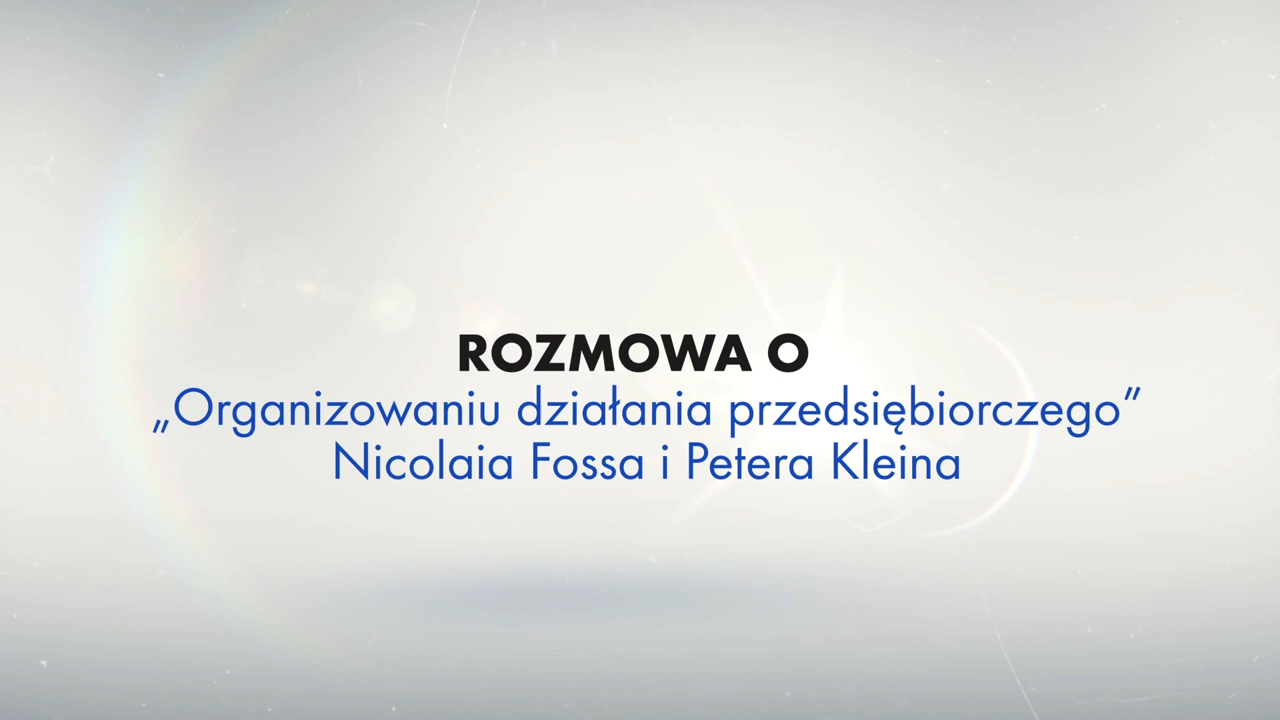 ROZMOWA O
„Organizowaniu działania przedsiębiorczego”
Nicolaia Fossa i Petera Kleina